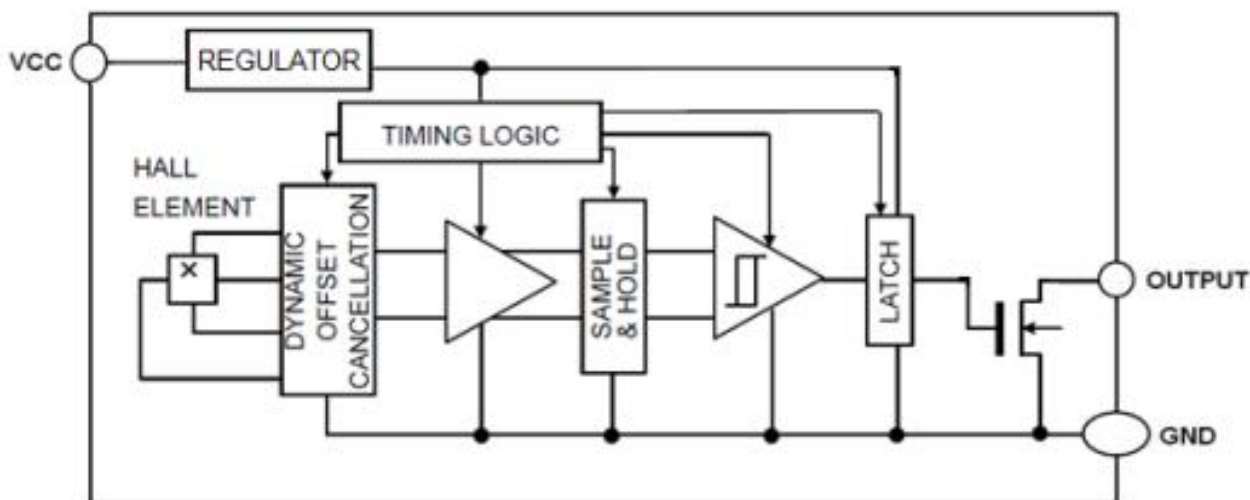 VCC
REGULATOR
TIMING LOGIC
HALL
ELEMENT
×
DYNAMIC
OFFSET
CANCELLATION
SAMPLE
& HOLD
LATCH
OUTPUT
GND